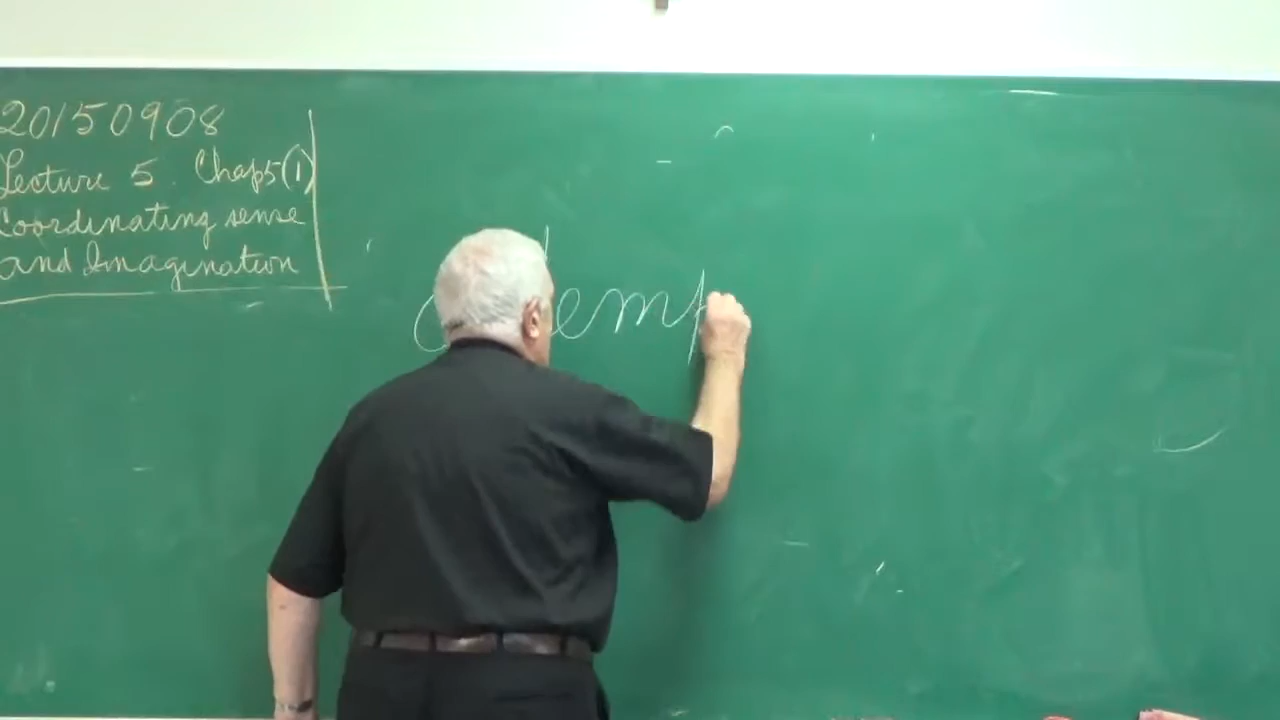 20150908
Lecture 5. Chap5(1)
Coordinating sense
and Imagination